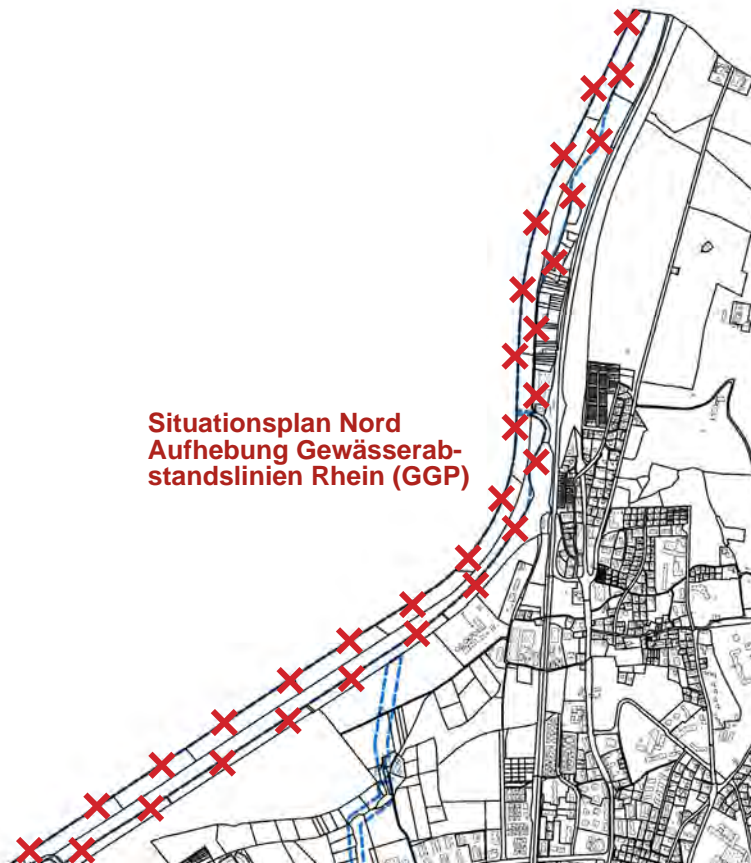 Situationsplan Nord
Aufhebung Gewässerab-
standslinien Rhein (GGP)